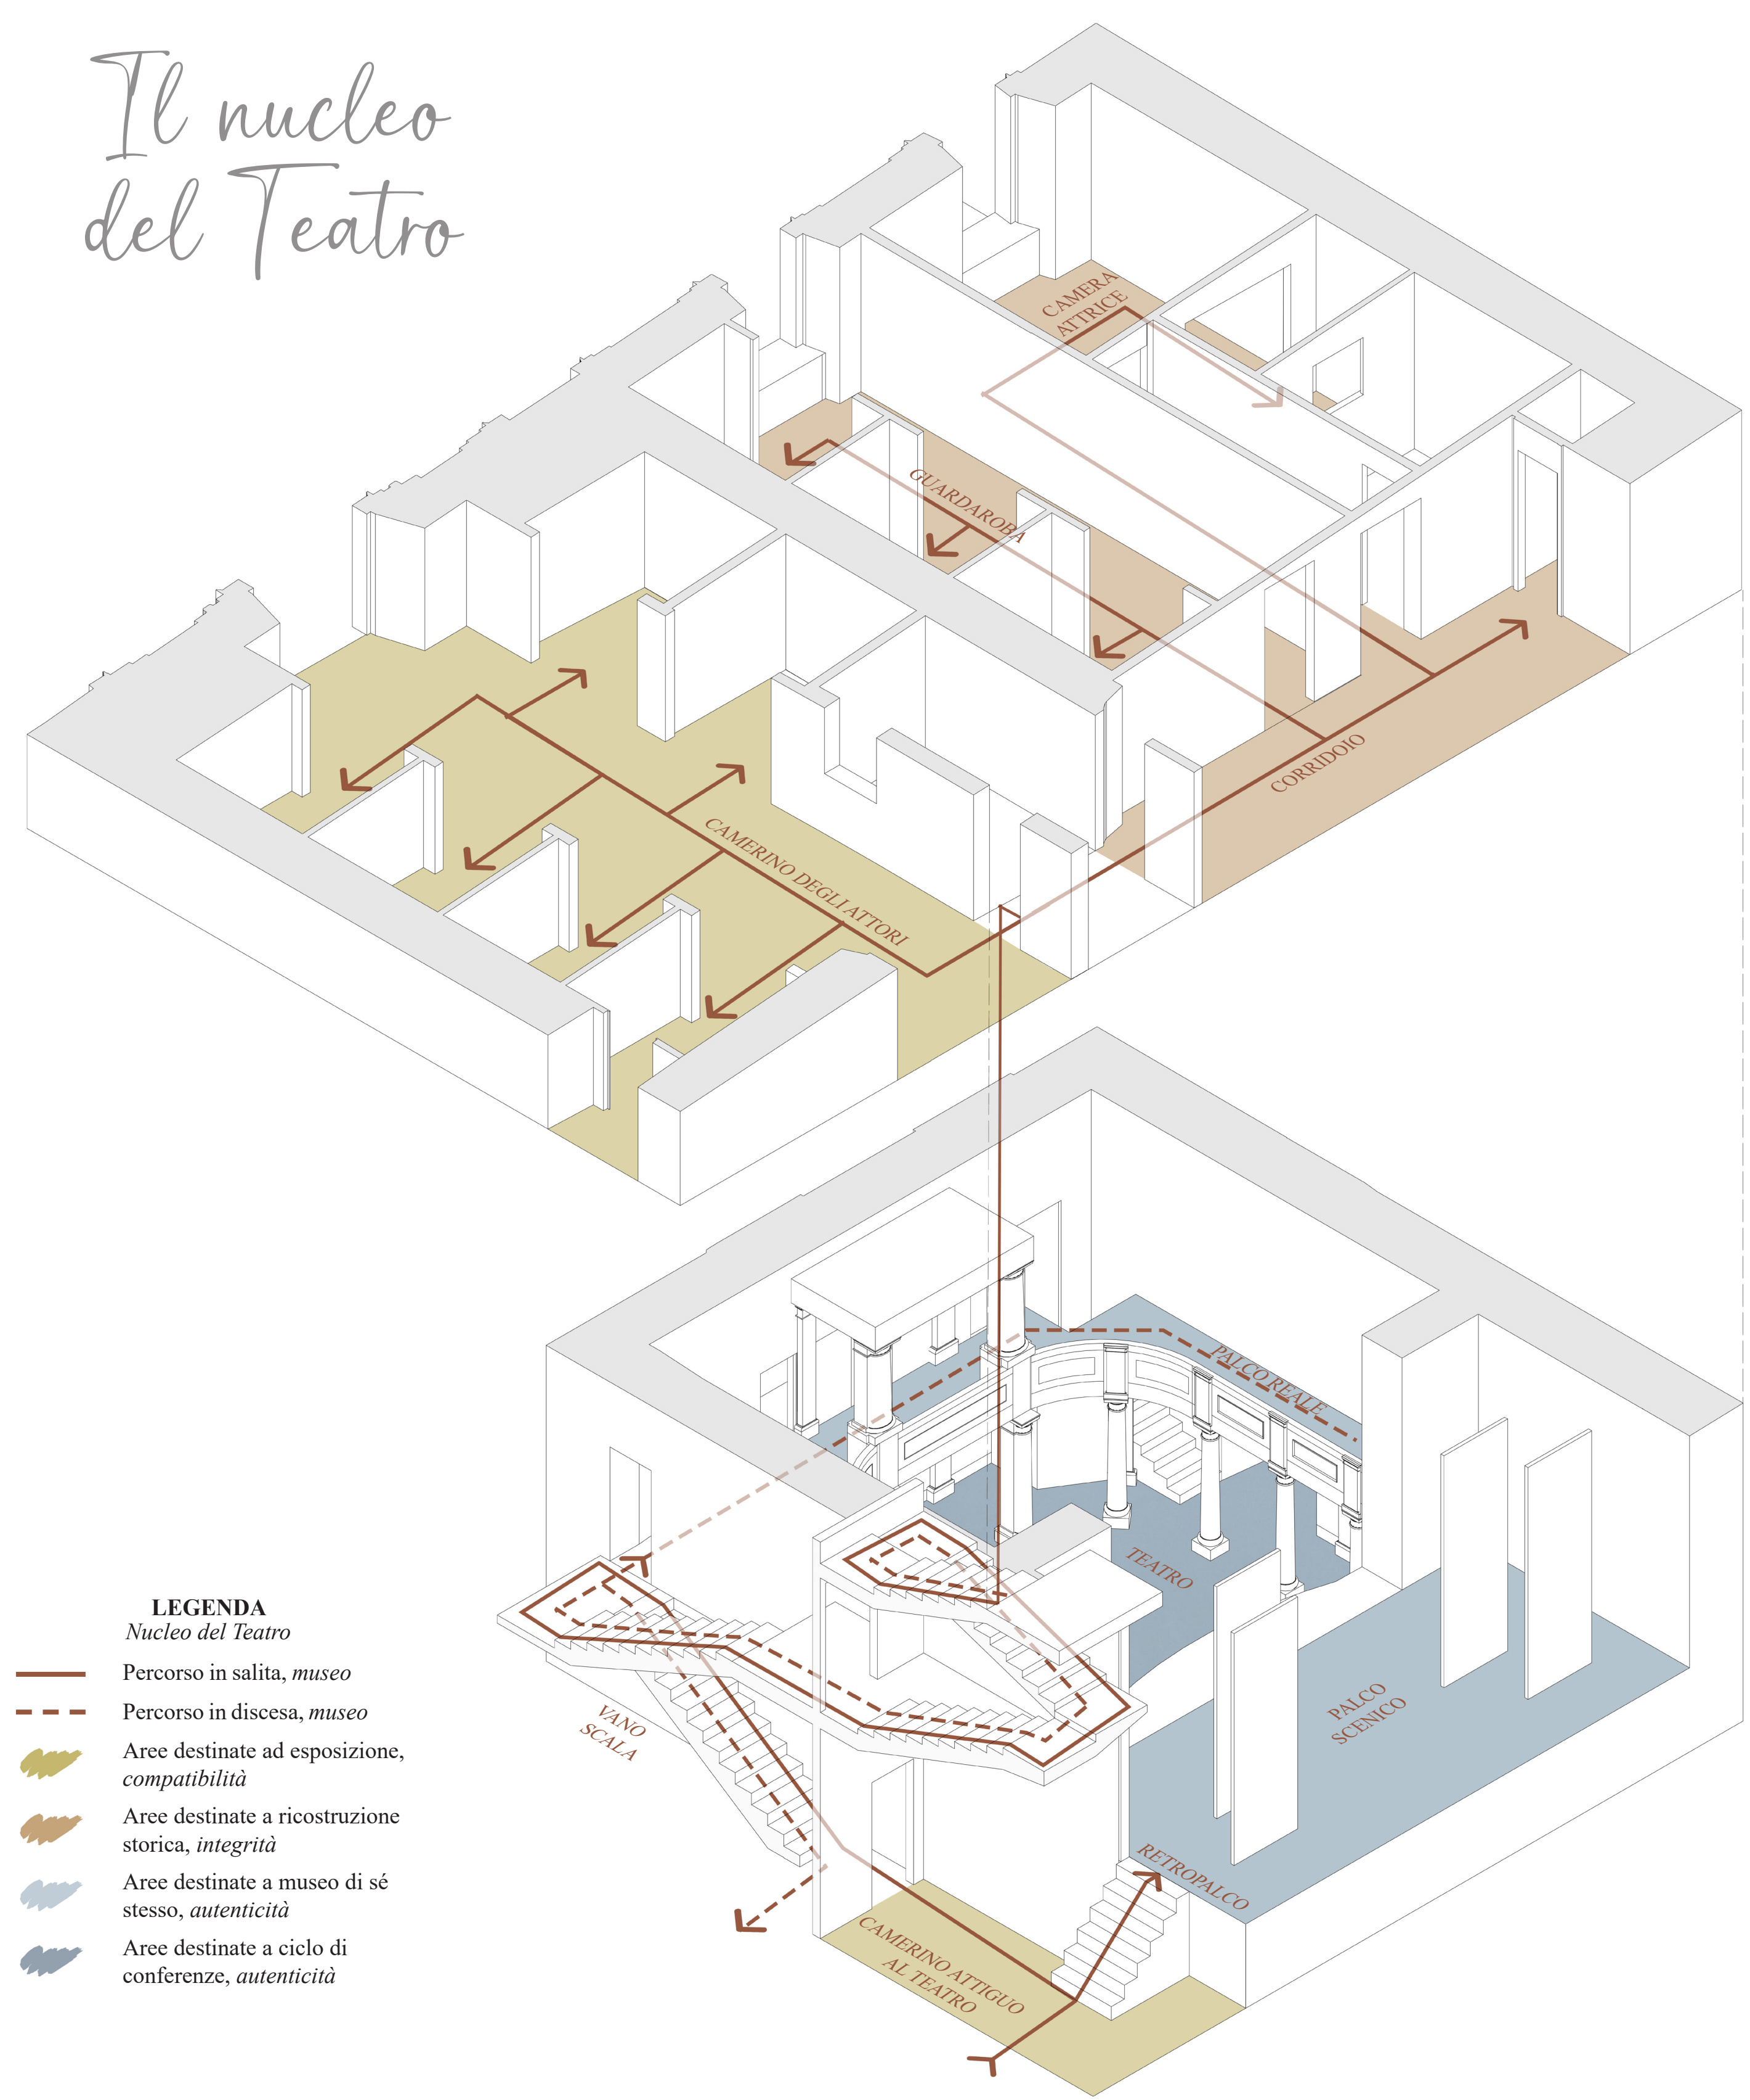 Il nucleo
del Teatro
CAMERA
ATTRICE
GUARDAROBA
CORRIDOIO
CAMERINO DEGLI ATTORI
PALCO REALE
TEATRO
PALCO
SCENICO
VANO
SCALA
RETROPALCO
CAMERINO ATTIGUO
AL TEATRO
LEGENDA
Nucleo del Teatro
Percorso in salita, museo
Percorso in discesa, museo
Aree destinate ad esposizione,
compatibilità
Aree destinate a ricostruzione
storica, integrità
Aree destinate a museo di sé
stesso, autenticità
Aree destinate a ciclo di
conferenze, autenticità